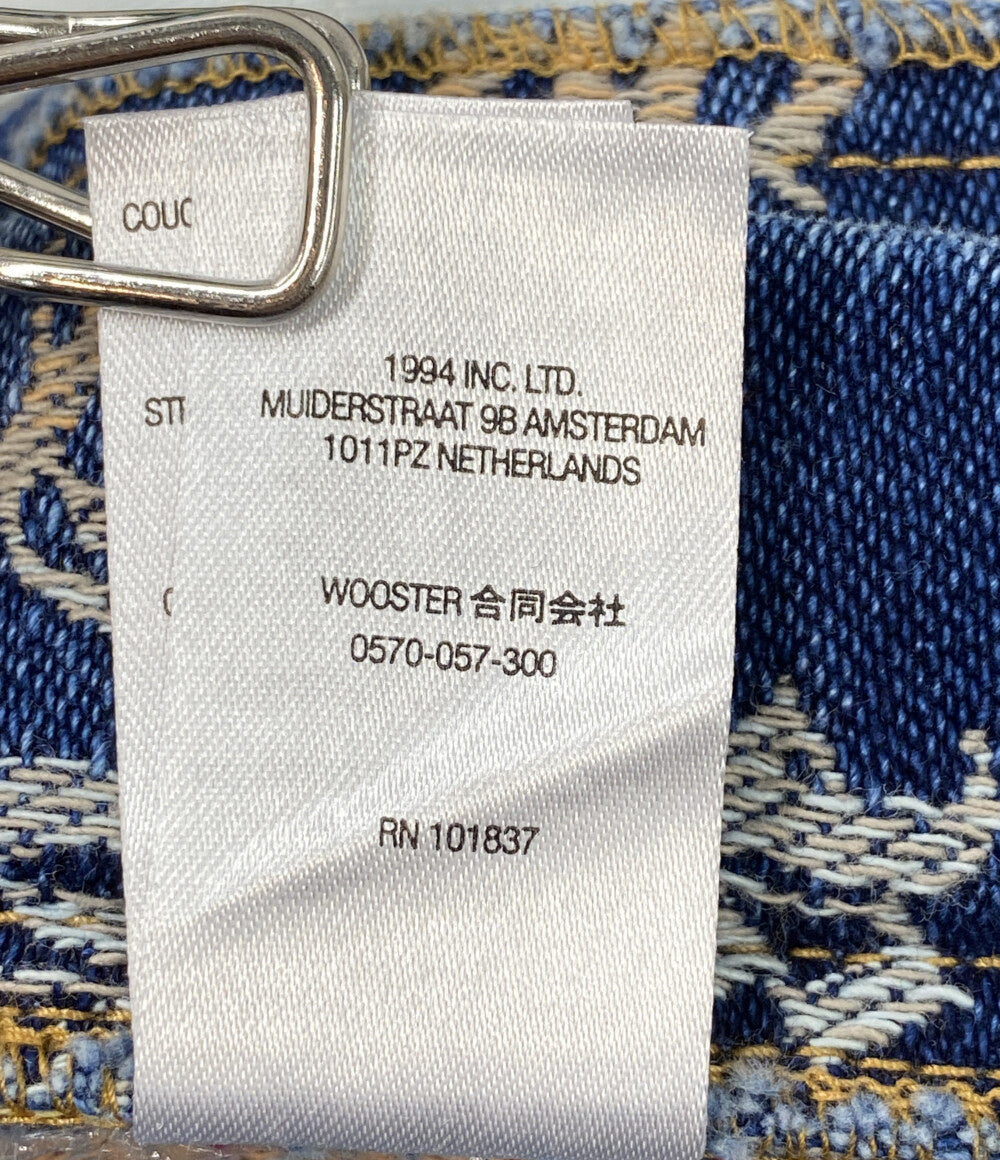 COUC
1994 INC. LTD.
STI
MUIDERSTRAAT 9B AMSTERDAM
1011PZ NETHERLANDS
WOOSTER 合同会社
0570-057-300
RN 101837